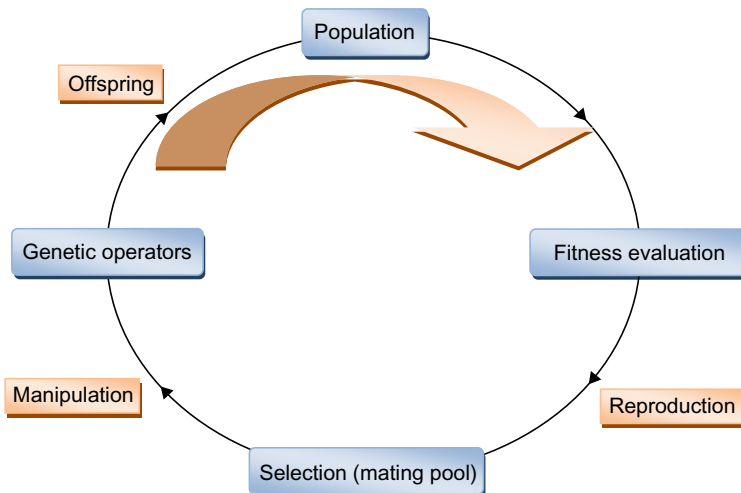 Population
Offspring
Genetic operators
Fitness evaluation
Manipulation
Reproduction
Selection (mating pool)